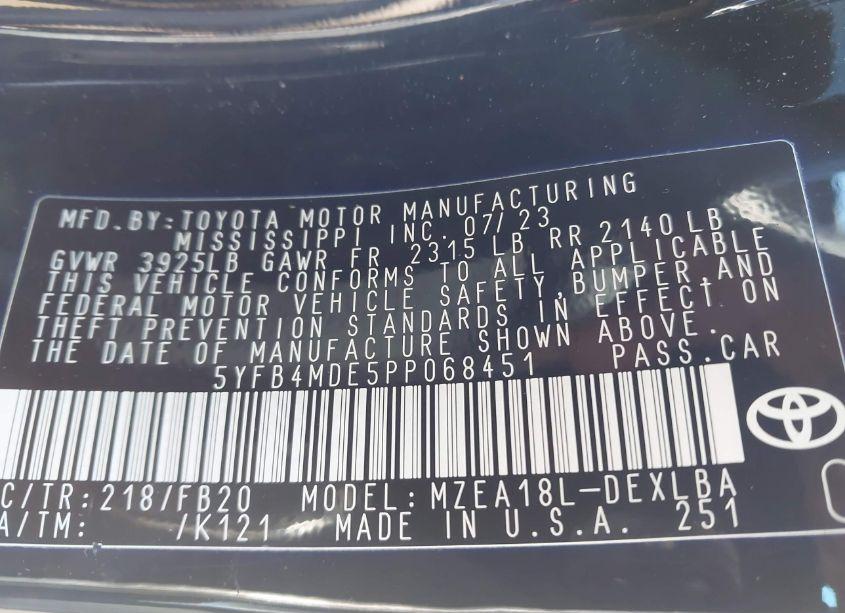 MFD.BY:TOYOTA MOTOR MANUFACTURING
MISSISSIPPI INC. 07/23
GVWR 3925LB GAWR FR 2315 LB RR 2140 LB
THIS VEHICLE CONFORMS TO ALL APPLICABLE
FEDERAL MOTOR VEHICLE SAFETY,BUMPER,AND
THEFT PREVENTION STANDARDS IN EFFECT ON
THE DATE OF MANUFACTURE SHOWN ABOVE.
5YFB4MDE5PP068451 PASS.CAR
C/TR:218/FB20 MODEL:MZEA18L-DEXLBA
A/TM: /K121 MADE IN U.S.A. 251